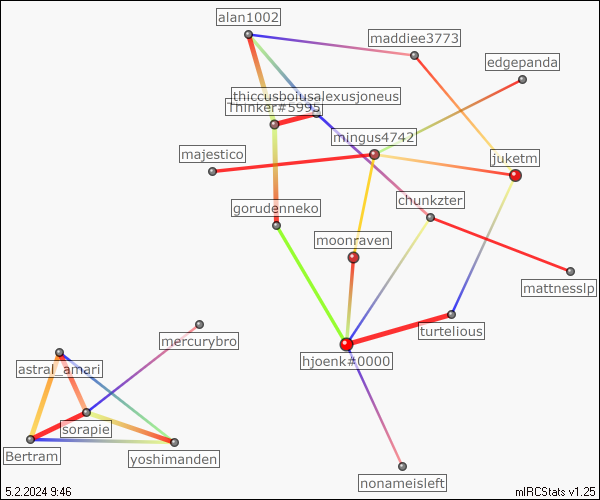 alan1002
maddiee3773
edgepanda
thiccusboiusalexusjoneus
Thinker#5995
mingus4742
majestico
juketm
chunkzter
gorudenneko
moonraven
mattnesslp
turtelious
mercurybro
hjoenk#0000
astral_amari
sorapie
Bertram
yoshimanden
nonameisleft
5.2.2024 9:46
mIRCStats v1.25